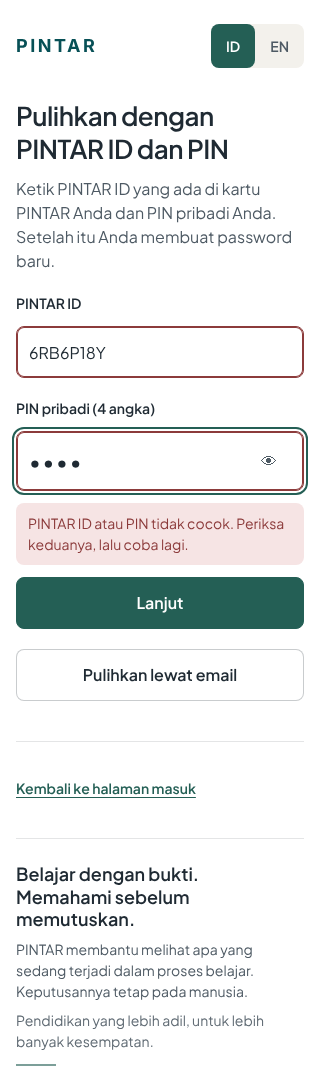 PINTAR
ID
EN
Pulihkan dengan
PINTAR ID dan PIN
Ketik PINTAR ID yang ada di kartu
PINTAR Anda dan PIN pribadi Anda.
Setelah itu Anda membuat password
baru.
PINTAR ID
6RB6P18Y
PIN pribadi (4 angka)
PINTAR ID atau PIN tidak cocok. Periksa
keduanya, lalu coba lagi.
Lanjut
Pulihkan lewat email
Kembali ke halaman masuk
Belajar dengan bukti.
Memahami sebelum
memutuskan.
PINTAR membantu melihat apa yang
sedang terjadi dalam proses belajar.
Keputusannya tetap pada manusia.
Pendidikan yang lebih adil, untuk lebih
banyak kesempatan.